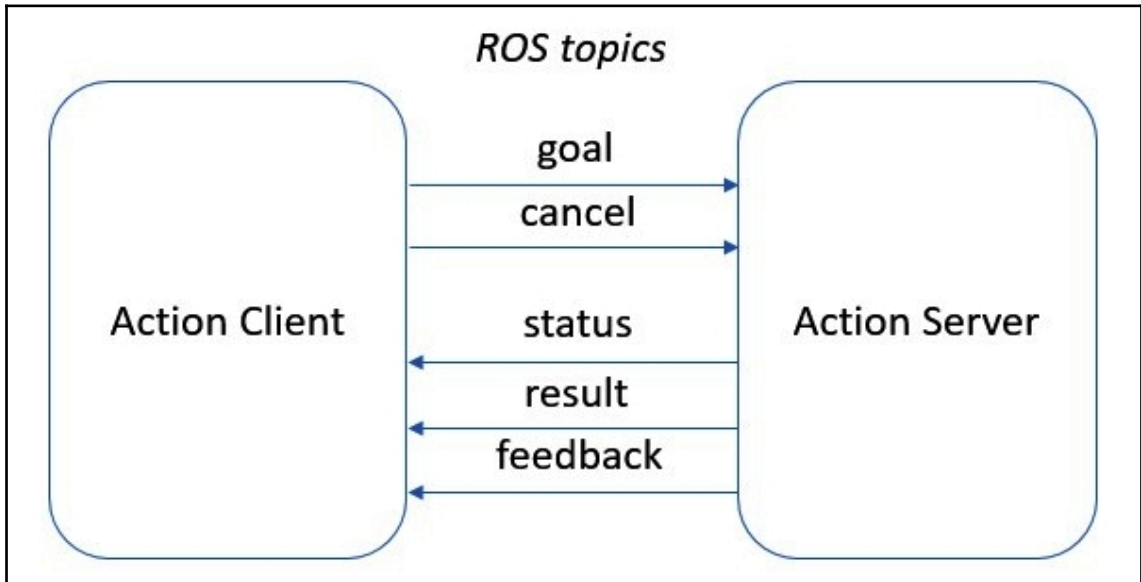 ROS topics
goal
cancel
Action Client
status
Action Server
result
feedback